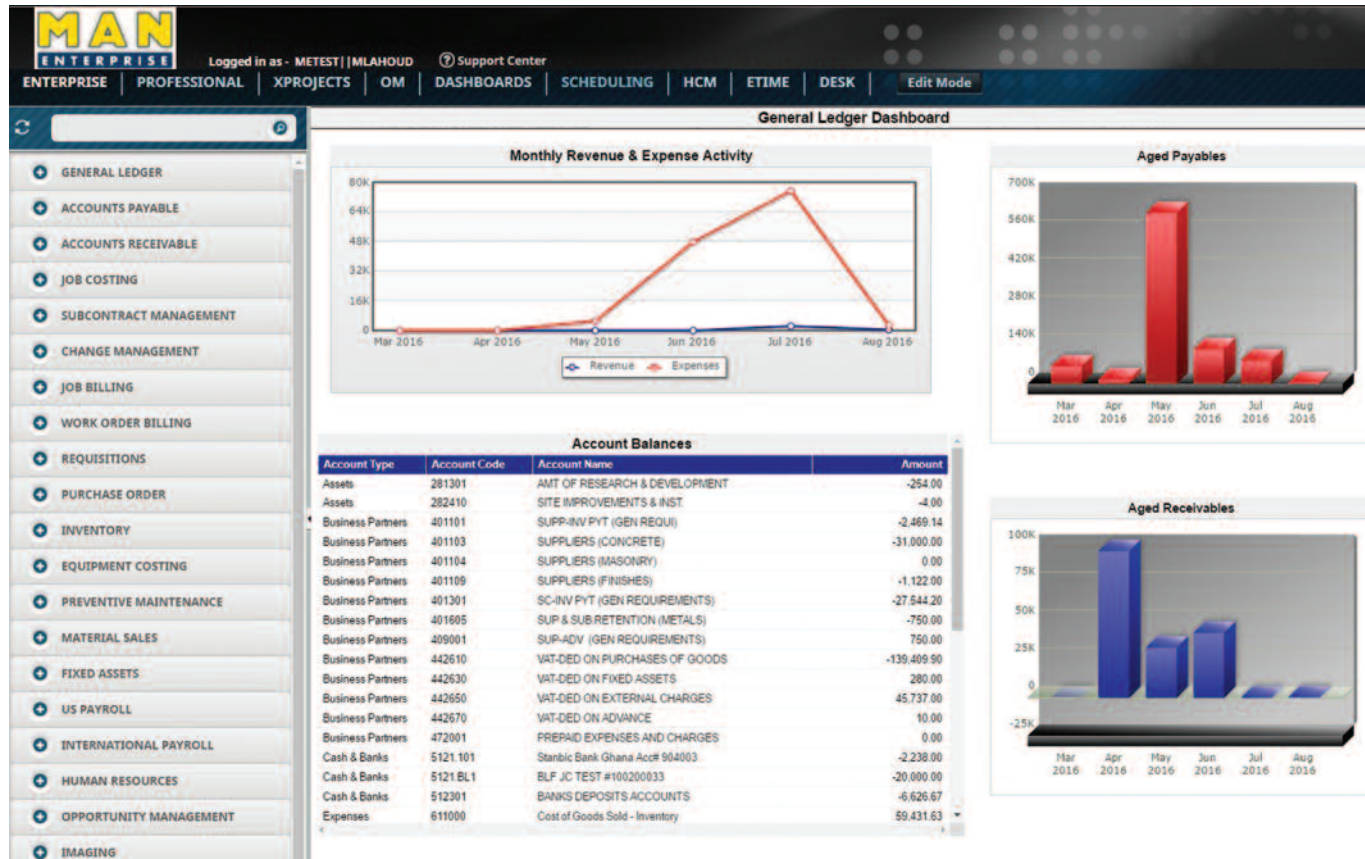 MAN
ENTERPRISE
Logged in as - METEST||MLAHOUD
Support Center
ENTERPRISE | PROFESSIONAL | XPROJECTS | OM | DASHBOARDS | SCHEDULING | HCM | ETIME | DESK | Edit Mode
GENERAL LEDGER
ACCOUNTS PAYABLE
ACCOUNTS RECEIVABLE
JOB COSTING
SUBCONTRACT MANAGEMENT
CHANGE MANAGEMENT
JOB BILLING
WORK ORDER BILLING
REQUISITIONS
PURCHASE ORDER
INVENTORY
EQUIPMENT COSTING
PREVENTIVE MAINTENANCE
MATERIAL SALES
FIXED ASSETS
US PAYROLL
INTERNATIONAL PAYROLL
HUMAN RESOURCES
OPPORTUNITY MANAGEMENT
IMAGING
General Ledger Dashboard
Monthly Revenue & Expense Activity
80K
64K
48K
32K
16K
0
Mar 2016 Apr 2016 May 2016 Jun 2016 Jul 2016 Aug 2016
Revenue Expenses
Account Balances
Account Type Account Code Account Name Amount
Assets 281301 AMT OF RESEARCH & DEVELOPMENT -254.00
Assets 282410 SITE IMPROVEMENTS & INST -4.00
Business Partners 401101 SUPP-INV PYT (GEN REQUI) -2,469.14
Business Partners 401103 SUPPLIERS (CONCRETE) -31,000.00
Business Partners 401104 SUPPLIERS (MASONRY) 0.00
Business Partners 401109 SUPPLIERS (FINISHES) -1,122.00
Business Partners 401301 SC-INV PYT (GEN REQUIREMENTS) -27,544.20
Business Partners 401605 SUP & SUB RETENTION (METALS) -750.00
Business Partners 409001 SUP-ADV (GEN REQUIREMENTS) 750.00
Business Partners 442610 VAT-DED ON PURCHASES OF GOODS -139,409.90
Business Partners 442630 VAT-DED ON FIXED ASSETS 280.00
Business Partners 442650 VAT-DED ON EXTERNAL CHARGES 45,737.00
Business Partners 442670 VAT-DED ON ADVANCE 10.00
Business Partners 472001 PREPAID EXPENSES AND CHARGES 0.00
Cash & Banks 5121.101 Stanbic Bank Ghana Acc# 904003 -2,238.00
Cash & Banks 5121.BL1 BLF JC TEST #100200033 -20,000.00
Cash & Banks 512301 BANKS DEPOSITS ACCOUNTS -6,626.67
Expenses 611000 Cost of Goods Sold - Inventory 59,431.63
Aged Payables
700K
560K
420K
280K
140K
0
Mar Apr May Jun Jul Aug
2016 2016 2016 2016 2016 2016
Aged Receivables
100K
75K
50K
25K
0
-25K
Mar Apr May Jun Jul Aug
2016 2016 2016 2016 2016 2016